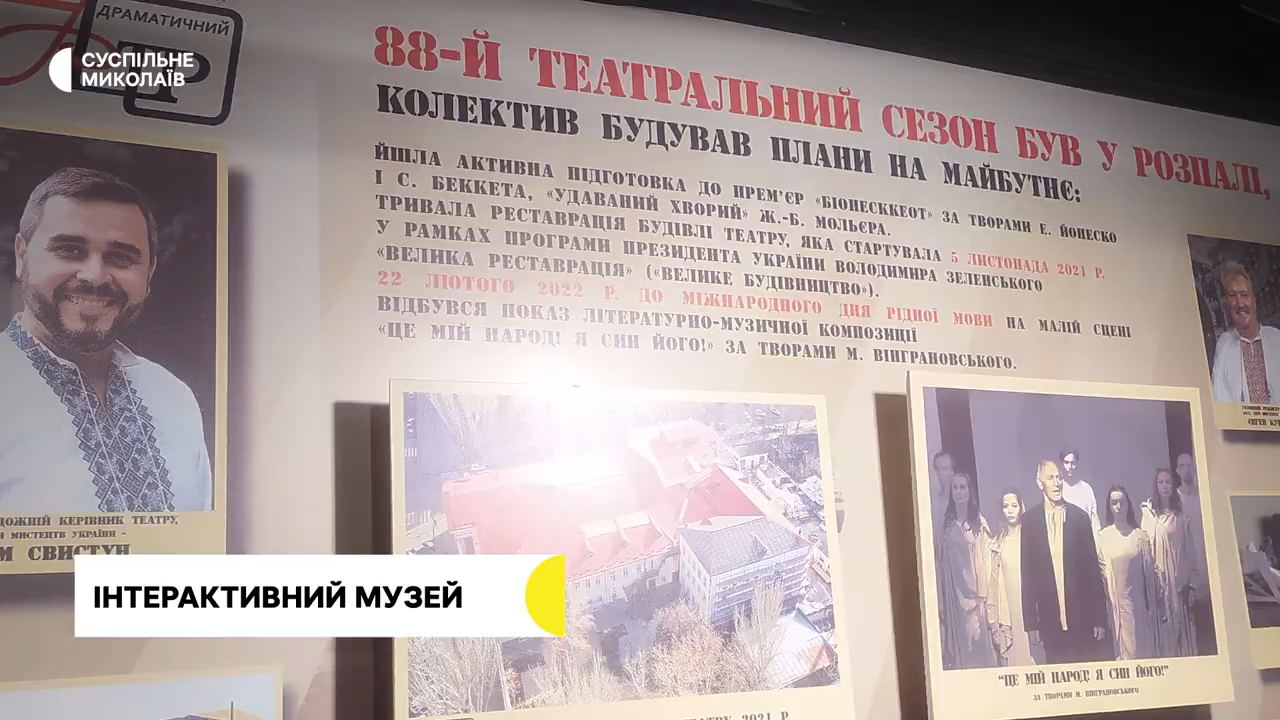 ДРАМАТИЧНИЙ
СУСПІЛЬНЕ
МИКОЛАЇВ
88-Й ТЕАТРАЛЬНИЙ СЕЗОН БУВ У РОЗПАЛІ,
КОЛЕКТИВ БУДУВАВ ПЛАНИ НА МАЙБУТНЄ:
ЙШЛА АКТИВНА ПІДГОТОВКА ДО ПРЕМ'ЄР «БІОНЕСККЕОТ» ЗА ТВОРАМИ Е. ЙОНЕСКО
І С. БЕККЕТА, «УДАВАНИЙ ХВОРИЙ» Ж.-Б. МОЛЬЄРА.
ТРИВАЛА РЕСТАВРАЦІЯ БУДІВЛІ ТЕАТРУ, ЯКА СТАРТУВАЛА 5 ЛИСТОПАДА 2021 Р.
У РАМКАХ ПРОГРАМИ ПРЕЗИДЕНТА УКРАЇНИ ВОЛОДИМИРА ЗЕЛЕНСЬКОГО
«ВЕЛИКА РЕСТАВРАЦІЯ» («ВЕЛИКЕ БУДІВНИЦТВО»).
22 ЛЮТОГО 2022 Р. ДО МІЖНАРОДНОГО ДНЯ РІДНОЇ МОВИ НА МАЛІЙ СЦЕНІ
ВІДБУВСЯ ПОКАЗ ЛІТЕРАТУРНО-МУЗИЧНОЇ КОМПОЗИЦІЇ
«ЦЕ МІЙ НАРОД! Я СИН ЙОГО!» ЗА ТВОРАМИ М. ВІНГРАНОВСЬКОГО.
ДОЖНІЙ КЕРІВНИК ТЕАТРУ,
МИСТЕЦТВ УКРАЇНИ -
М СВИСТУН
ІНТЕРАКТИВНИЙ МУЗЕЙ
ТЕАТРУ 2021 Р.
"ЦЕ МІЙ НАРОД! Я СИН ЙОГО!"
ЗА ТВОРАМИ М. ВІНГРАНОВСЬКОГО